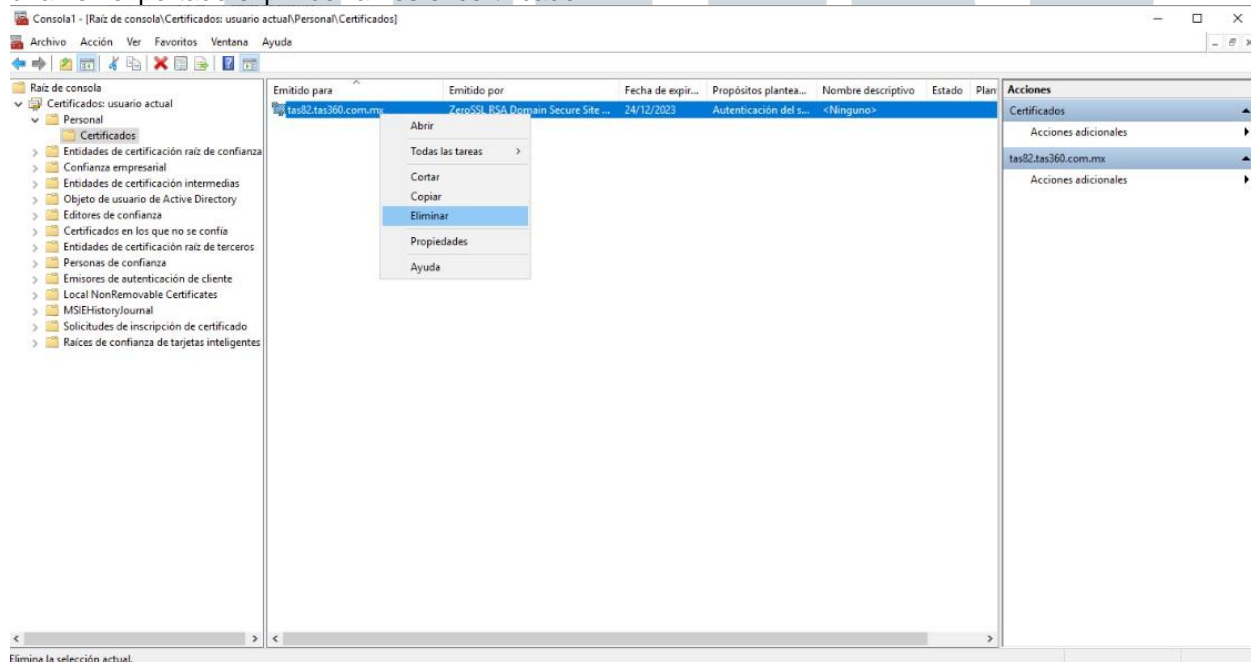 Consola1 - [Raíz de consola\Certificados: usuario actual\Personal\Certificados]
Archivo Acción Ver Favoritos Ventana Ayuda
Raíz de consola
Certificados: usuario actual
Personal
Certificados
Entidades de certificación raíz de confianza
Confianza empresarial
Entidades de certificación intermedias
Objeto de usuario de Active Directory
Editores de confianza
Certificados en los que no se confía
Entidades de certificación raíz de terceros
Personas de confianza
Emisores de autenticación de cliente
Local NonRemovable Certificates
MSIEHistoryJournal
Solicitudes de inscripción de certificado
Raíces de confianza de tarjetas inteligentes
Emitido para Emitido por Fecha de expir... Propósitos plantea... Nombre descriptivo Estado Plan
tas82.tas360.com.mx ZeroSSL RSA Domain Secure Site ... 24/12/2023 Autenticación del s... <Ninguno>
Abrir
Todas las tareas
Cortar
Copiar
Eliminar
Propiedades
Ayuda
Acciones
Certificados
Acciones adicionales
tas82.tas360.com.mx
Acciones adicionales
Elimina la selección actual.